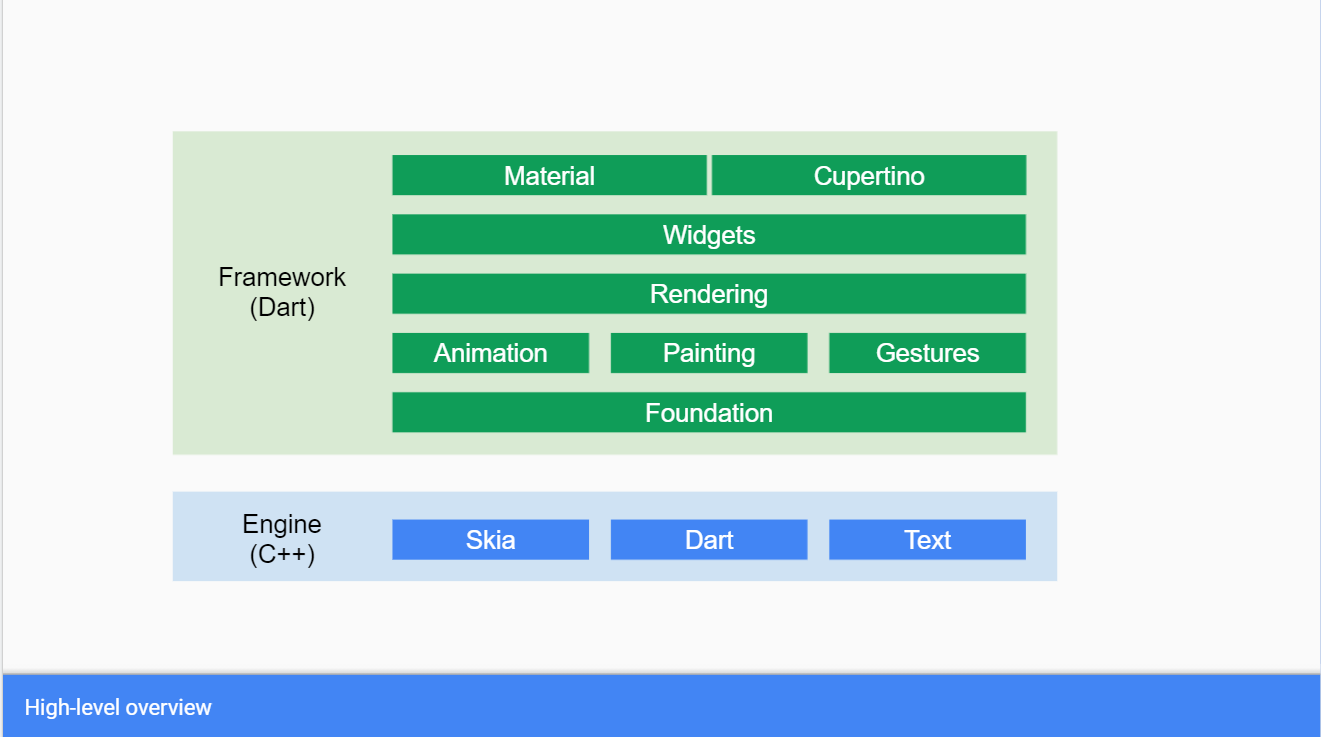 Material
Cupertino
Widgets
Framework
(Dart)
Rendering
Animation
Painting
Gestures
Foundation
Engine
(C++)
Skia
Dart
Text
High-level overview